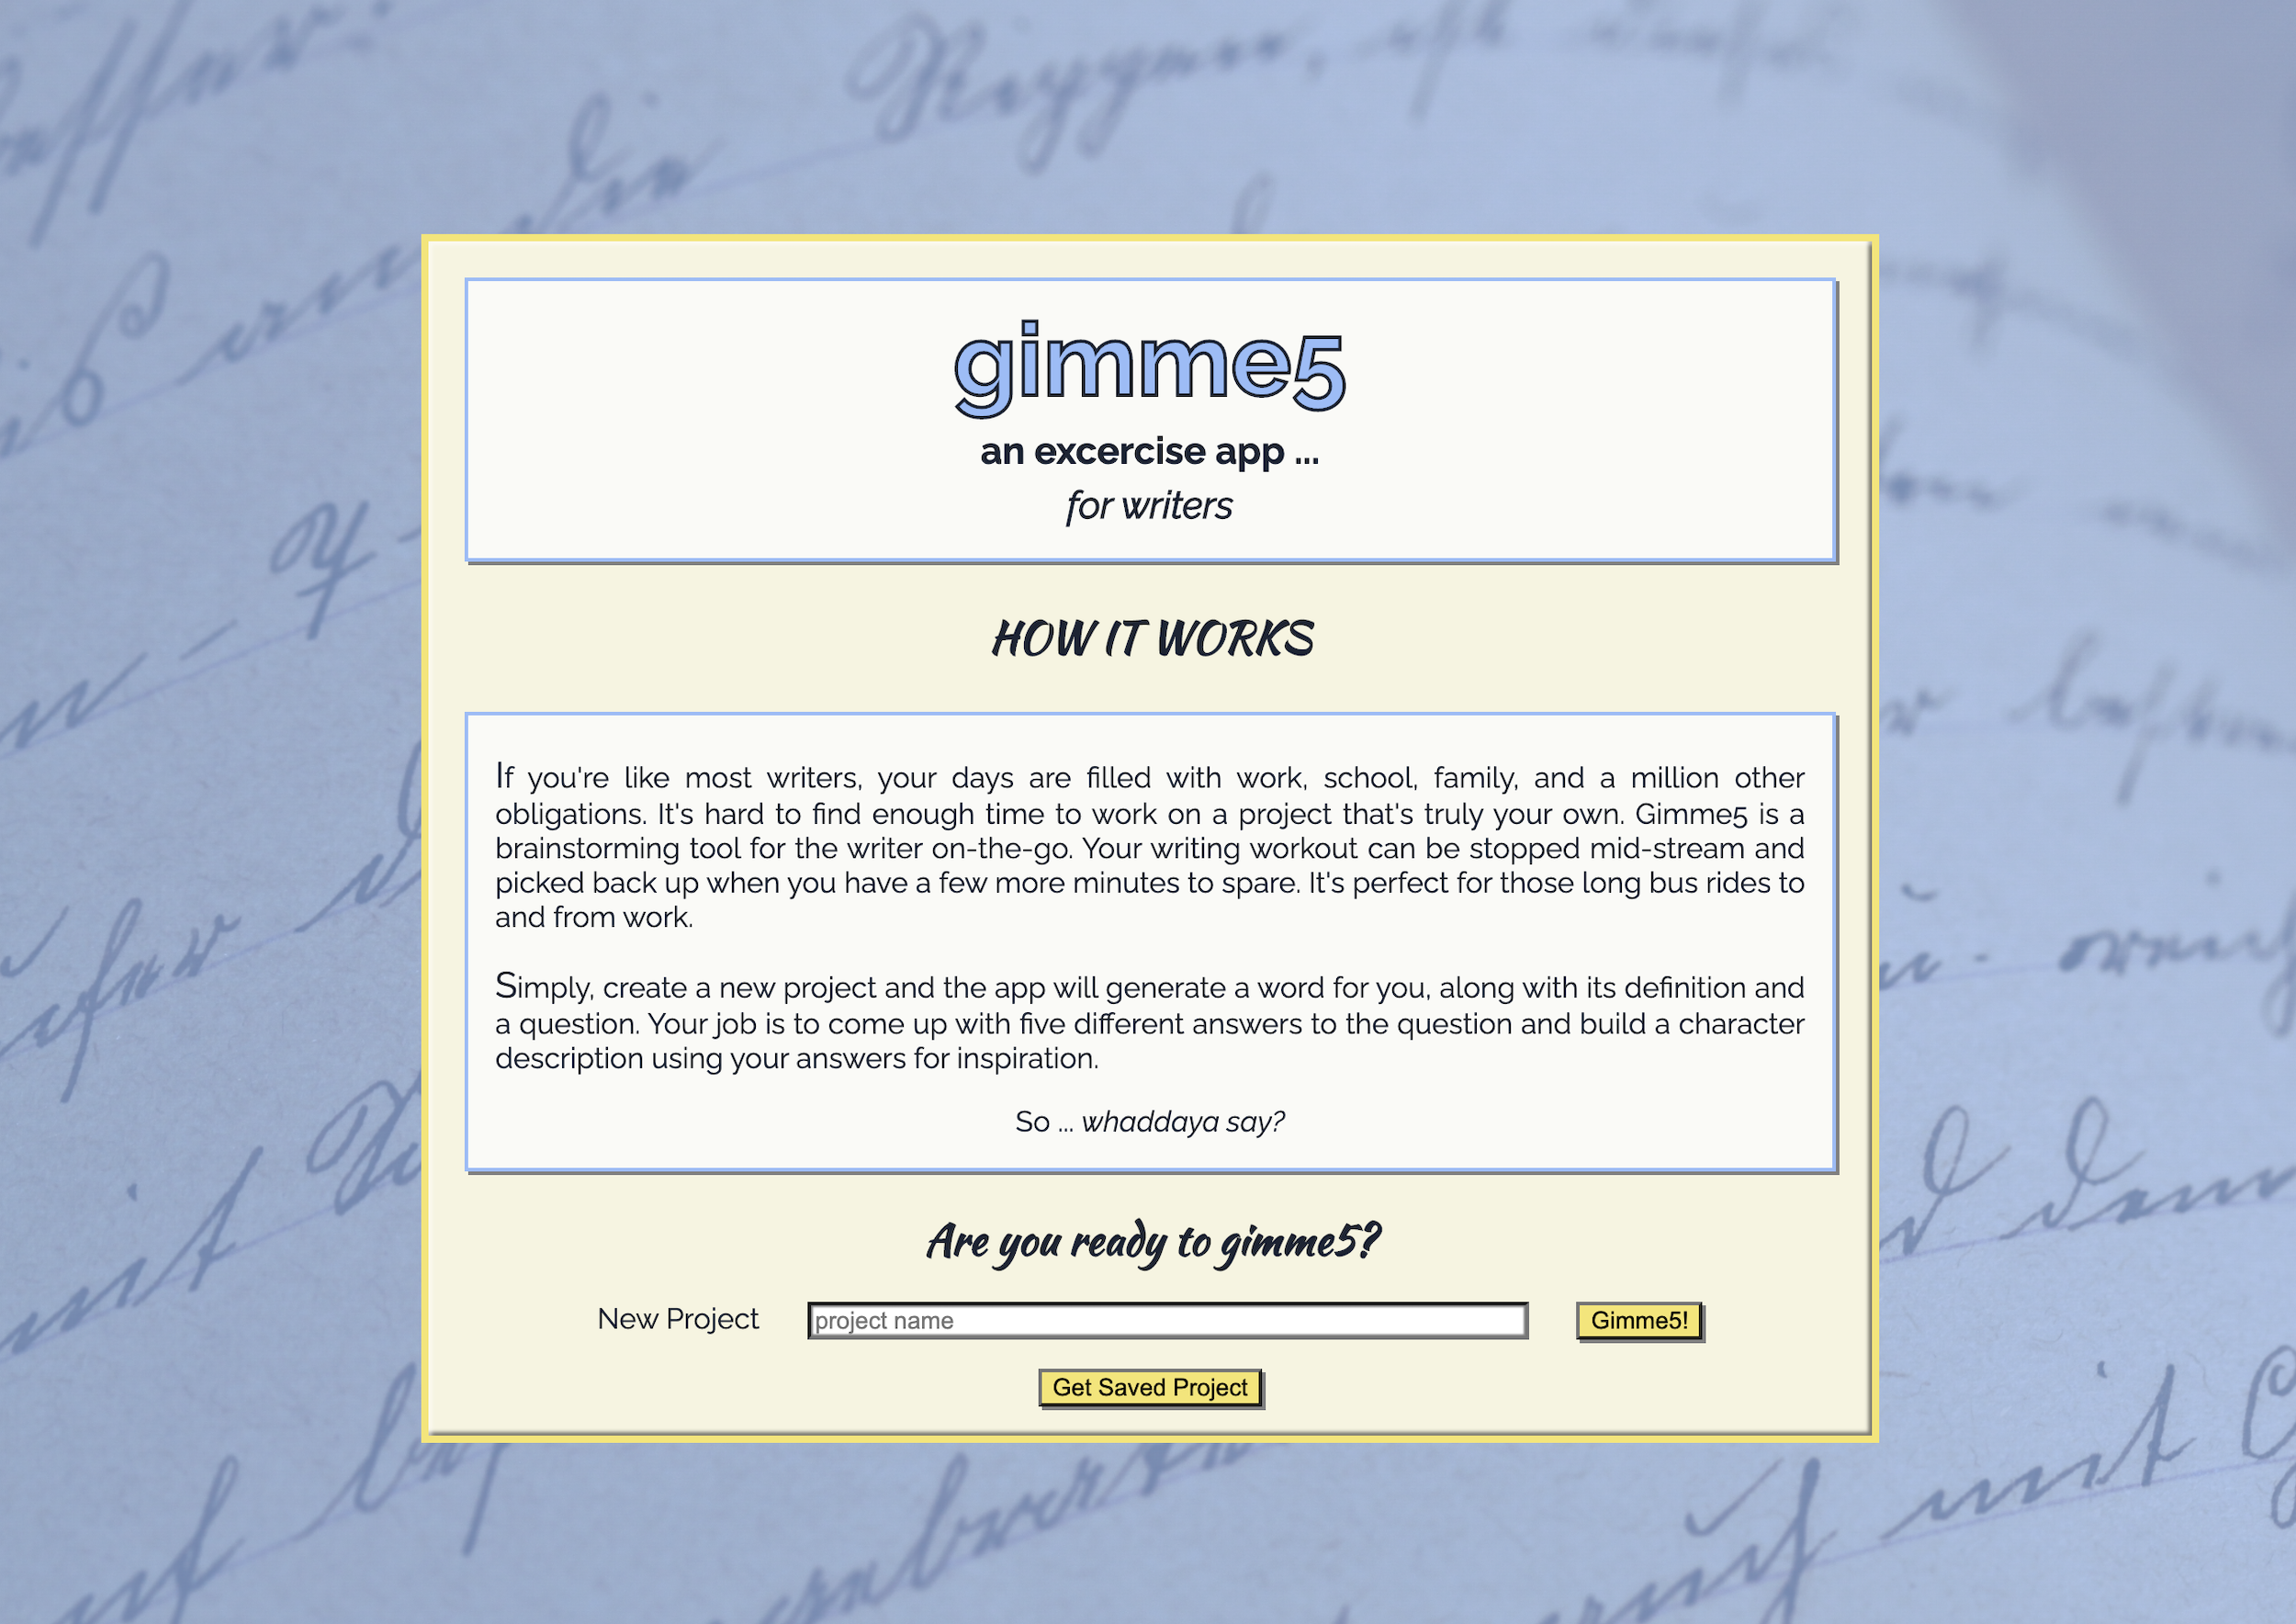 gimme5
an excercise app ...
for writers
HOW IT WORKS
If you're like most writers, your days are filled with work, school, family, and a million other
obligations. It's hard to find enough time to work on a project that's truly your own. Gimme5 is a
brainstorming tool for the writer on-the-go. Your writing workout can be stopped mid-stream and
picked back up when you have a few more minutes to spare. It's perfect for those long bus rides to
and from work.
Simply, create a new project and the app will generate a word for you, along with its definition and
a question. Your job is to come up with five different answers to the question and build a character
description using your answers for inspiration.
So ... whaddaya say?
Are you ready to gimme5?
New Project project name Gimme5!
Get Saved Project